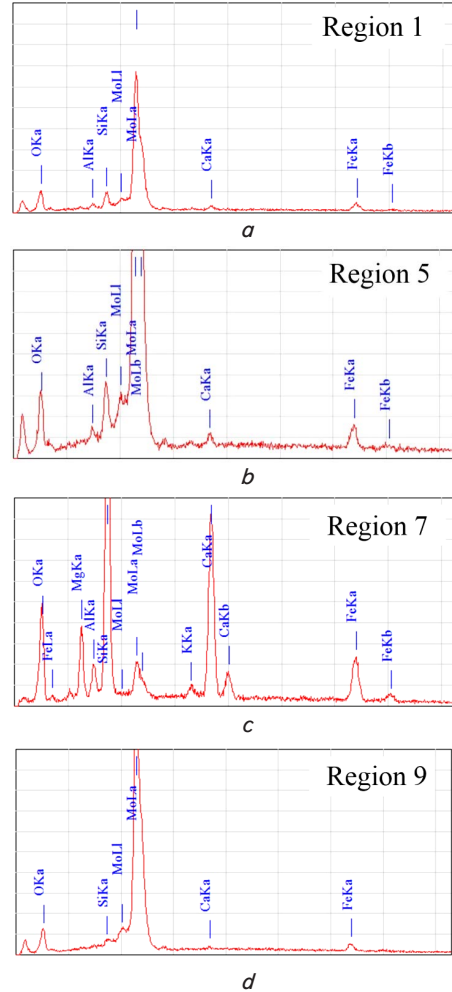 Region 1
OKa
AlKa
SiKa
MoLl
MoLa
CaKa
FeKa
FeKb
a
Region 5
OKa
AlKa
SiKa
MoLl
MoLa
MoLb
CaKa
FeKa
FeKb
b
Region 7
OKa
FeLa
MgKa
AlKa
SiKa
MoLl
MoLa
MoLb
KKa
CaKa
CaKb
FeKa
FeKb
c
Region 9
OKa
SiKa
MoLl
MoLa
CaKa
FeKa
d